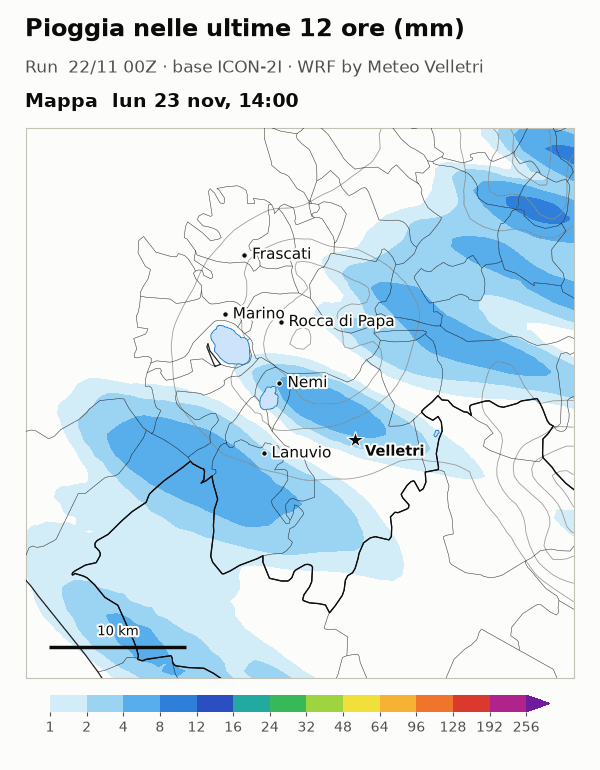 Pioggia nelle ultime 12 ore (mm)
Run 22/11 00Z · base ICON-2I · WRF by Meteo Velletri
Mappa lun 23 nov, 14:00
Frascati
Marino
Rocca di Papa
Nemi
Velletri
Lanuvio
10 km
1 2 4 8 12 16 24 32 48 64 96 128 192 256